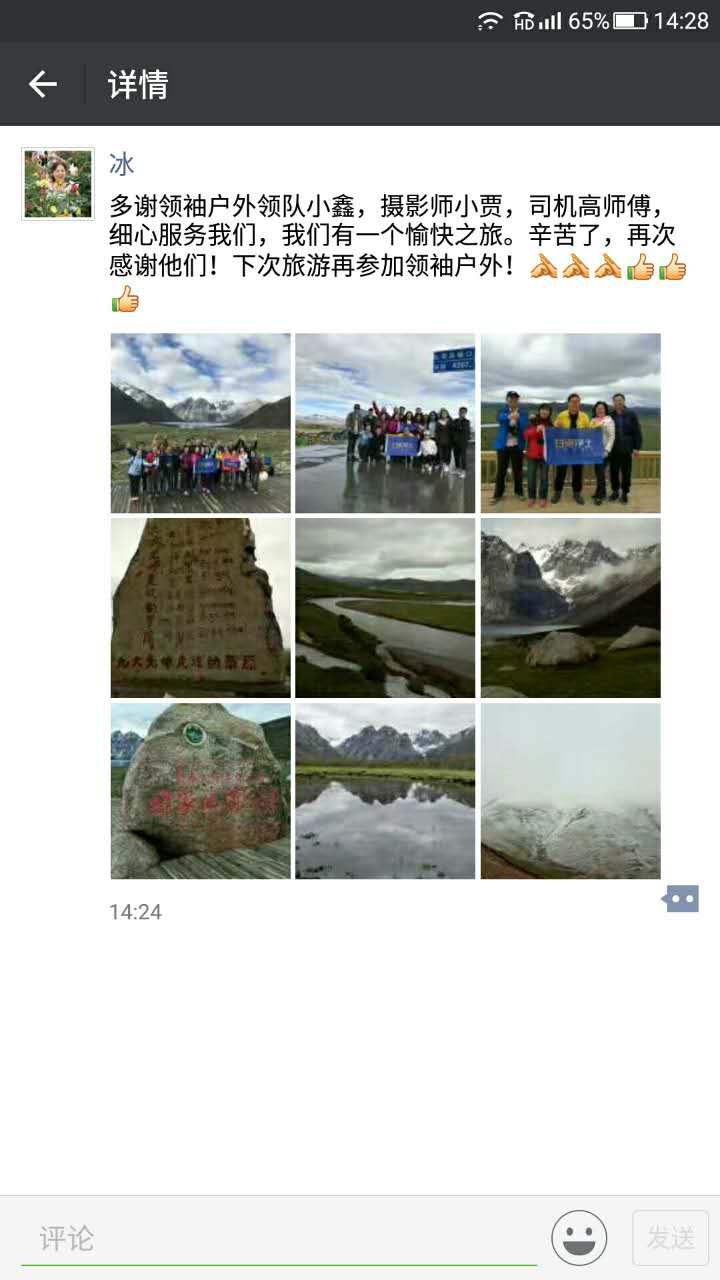 HD 65% 14:28
详情
冰
多谢领袖户外领队小鑫，摄影师小贾，司机高师傅，
细心服务我们，我们有一个愉快之旅。辛苦了，再次
感谢他们！下次旅游再参加领袖户外！
14:24
评论
发送